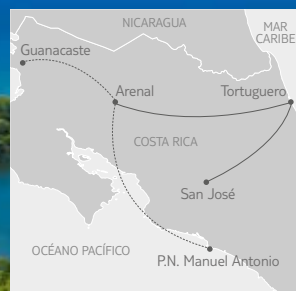 NICARAGUA
MAR
CARIBE
Guanacaste
Arenal
Tortuguero
COSTA RICA
San José
OCÉANO PACÍFICO
P.N. Manuel Antonio